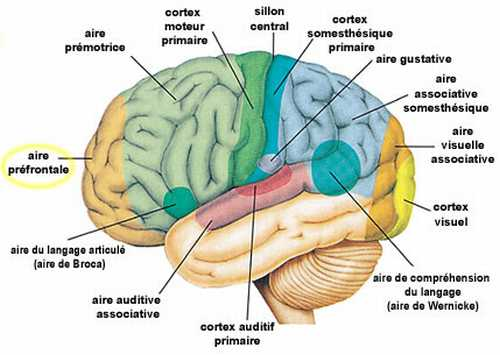 aire
prémotrice
cortex
moteur
primaire
sillon
central
cortex
somesthésique
primaire
aire gustative
aire
associative
somesthésique
aire
visuelle
associative
aire
préfrontale
cortex
visuel
aire du langage articulé
(aire de Broca)
aire de compréhension
du langage
(aire de Wernicke)
aire auditive
associative
cortex auditif
primaire